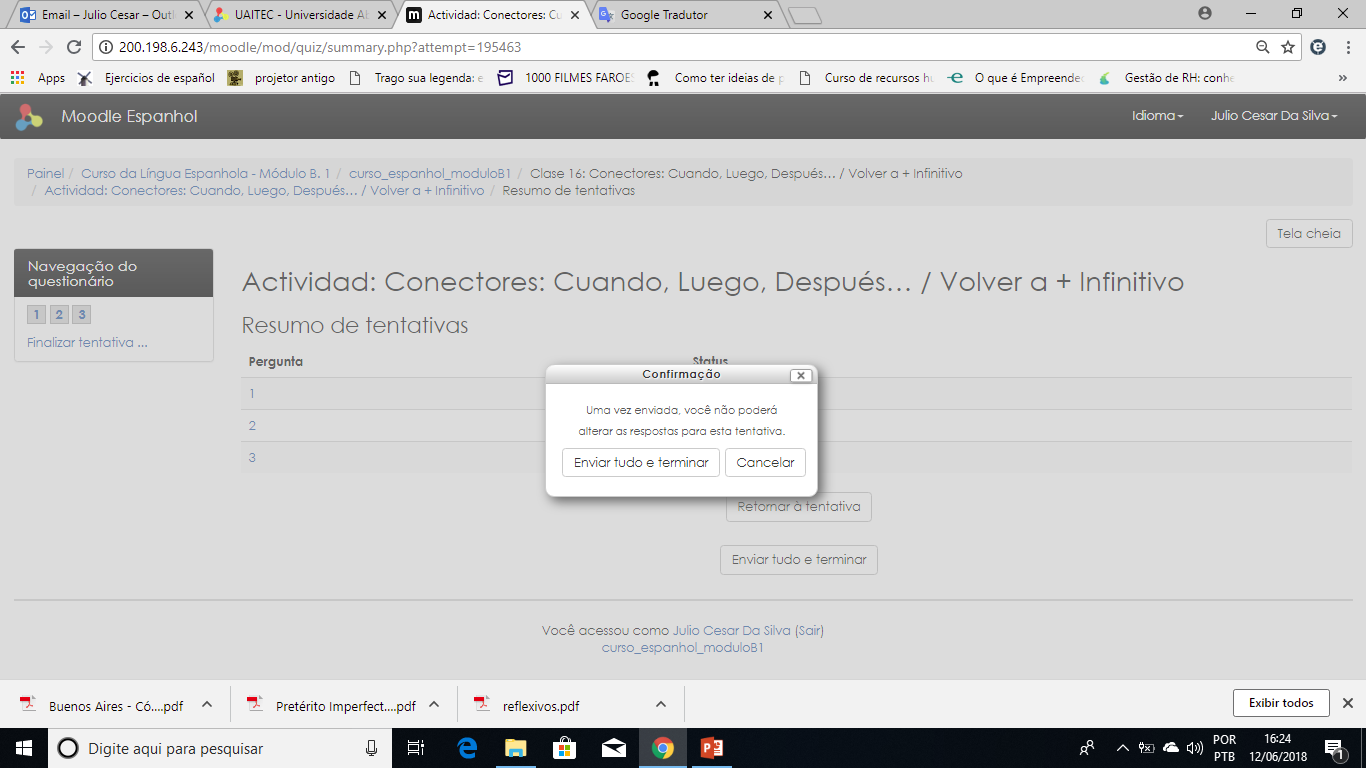 Email – Julio Cesar – Outl
UAITEC - Universidade Ab
Actividad: Conectores: Cu
Google Tradutor
200.198.6.243/moodle/mod/quiz/summary.php?attempt=195463
Apps
Ejercicios de español
projetor antigo
Trago sua legenda: e
1000 FILMES FAROES
Como ter ideias de p
Curso de recursos hu
O que é Empreende
Gestão de RH: conhe
»
Moodle Espanhol
Idioma
Julio Cesar Da Silva
Painel / Curso da Língua Espanhola - Módulo B. 1 / curso_espanhol_moduloB1 / Clase 16: Conectores: Cuando, Luego, Después... / Volver a + Infinitivo
/ Actividad: Conectores: Cuando, Luego, Después... / Volver a + Infinitivo / Resumo de tentativas
Tela cheia
Navegação do
questionário
1 2 3
Finalizar tentativa ...
Actividad: Conectores: Cuando, Luego, Después... / Volver a + Infinitivo
Resumo de tentativas
Pergunta Status
1
2
3
Confirmação
Uma vez enviada, você não poderá
alterar as respostas para esta tentativa.
Enviar tudo e terminar Cancelar
Retornar à tentativa
Enviar tudo e terminar
Você acessou como Julio Cesar Da Silva (Sair)
curso_espanhol_moduloB1
Buenos Aires - Có....pdf
Pretérito Imperfect....pdf
reflexivos.pdf
Exibir todos
Digite aqui para pesquisar
POR
PTB
16:24
12/06/2018
1